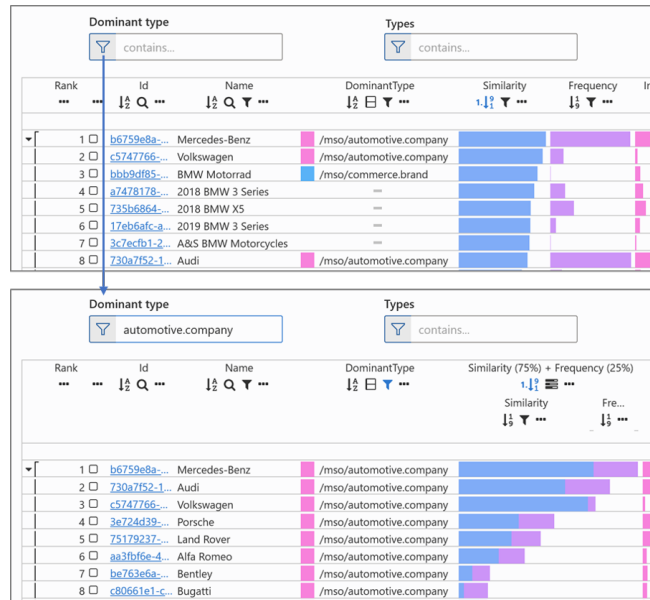 Dominant type Types
contains... contains...
Rank Id Name DominantType Similarity Frequency In
1 b6759e8a-... Mercedes-Benz /mso/automotive.company
2 c5747766-... Volkswagen /mso/automotive.company
3 bbb9df85-... BMW Motorrad /mso/commerce.brand
4 a7478178-... 2018 BMW 3 Series
5 735b6864-... 2018 BMW X5
6 17eb6afc-a... 2019 BMW 3 Series
7 3c7ecfb1-2... A&S BMW Motorcycles
8 730a7f52-1... Audi /mso/automotive.company
Dominant type Types
automotive.company contains...
Rank Id Name DominantType Similarity (75%) + Frequency (25%)
Similarity Fre...
1 b6759e8a-... Mercedes-Benz /mso/automotive.company
2 730a7f52-1... Audi /mso/automotive.company
3 c5747766-... Volkswagen /mso/automotive.company
4 3e724d39-... Porsche /mso/automotive.company
5 75179237-... Land Rover /mso/automotive.company
6 aa3fbf6e-4... Alfa Romeo /mso/automotive.company
7 be763e6a-... Bentley /mso/automotive.company
8 c80661e1-c... Bugatti /mso/automotive.company